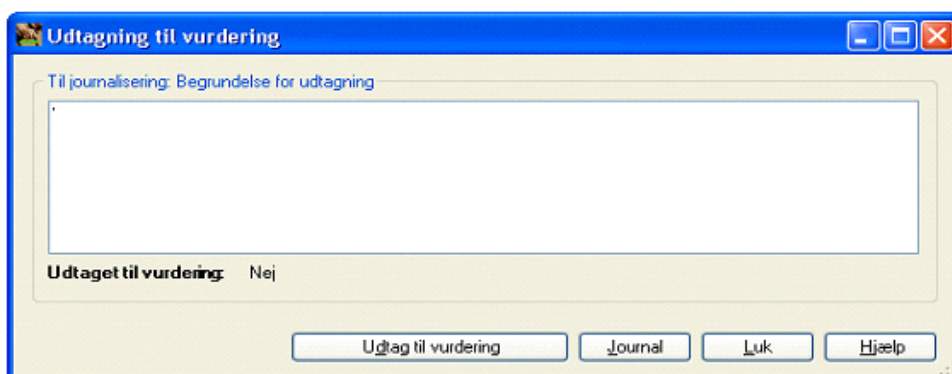 Udtagning til vurdering
Til journalisering: Begrundelse for udtagning
Udtaget til vurdering: Nej
Udtag til vurdering Journal Luk Hjælp